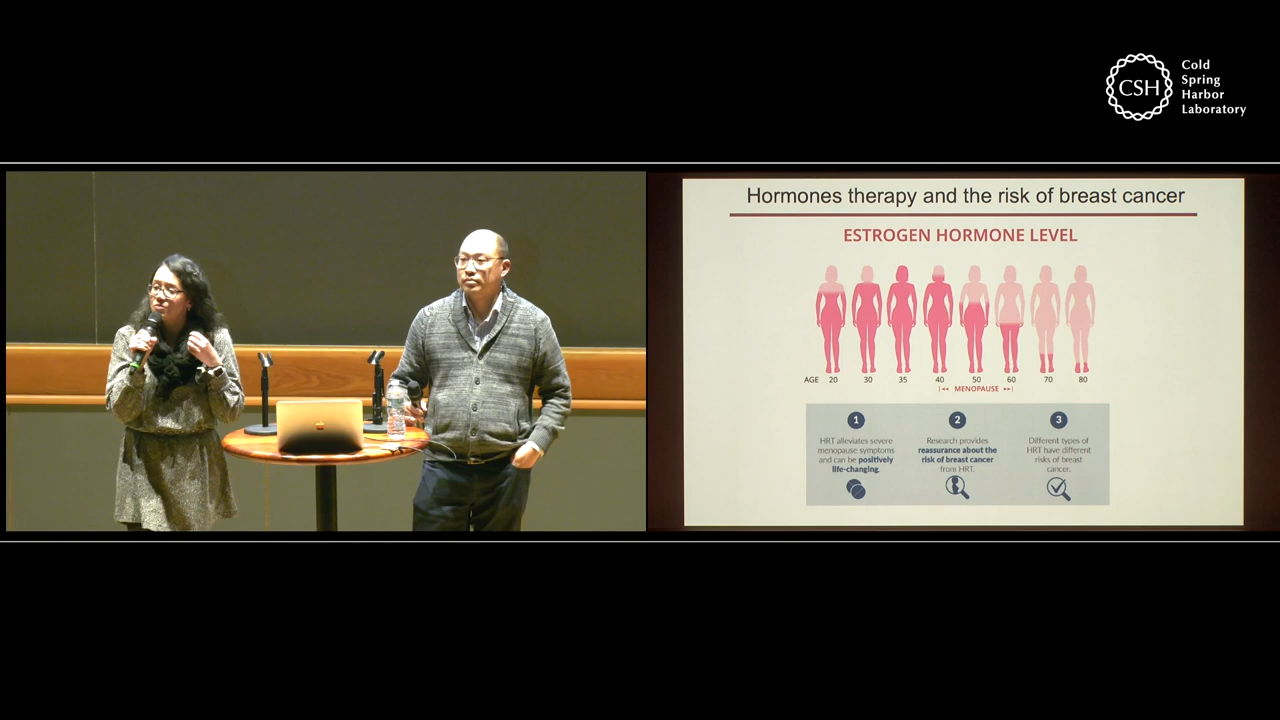 CSH
Cold
Spring
Harbor
Laboratory
Hormones therapy and the risk of breast cancer
ESTROGEN HORMONE LEVEL
AGE 20 30 35 40 50 60 70 80
MENOPAUSE
1
HRT alleviates severe
menopause symptoms
and can be positively
life-changing.
2
Research provides
reassurance about the
risk of breast cancer
from HRT.
3
Different types of
HRT have different
risks of breast
cancer.